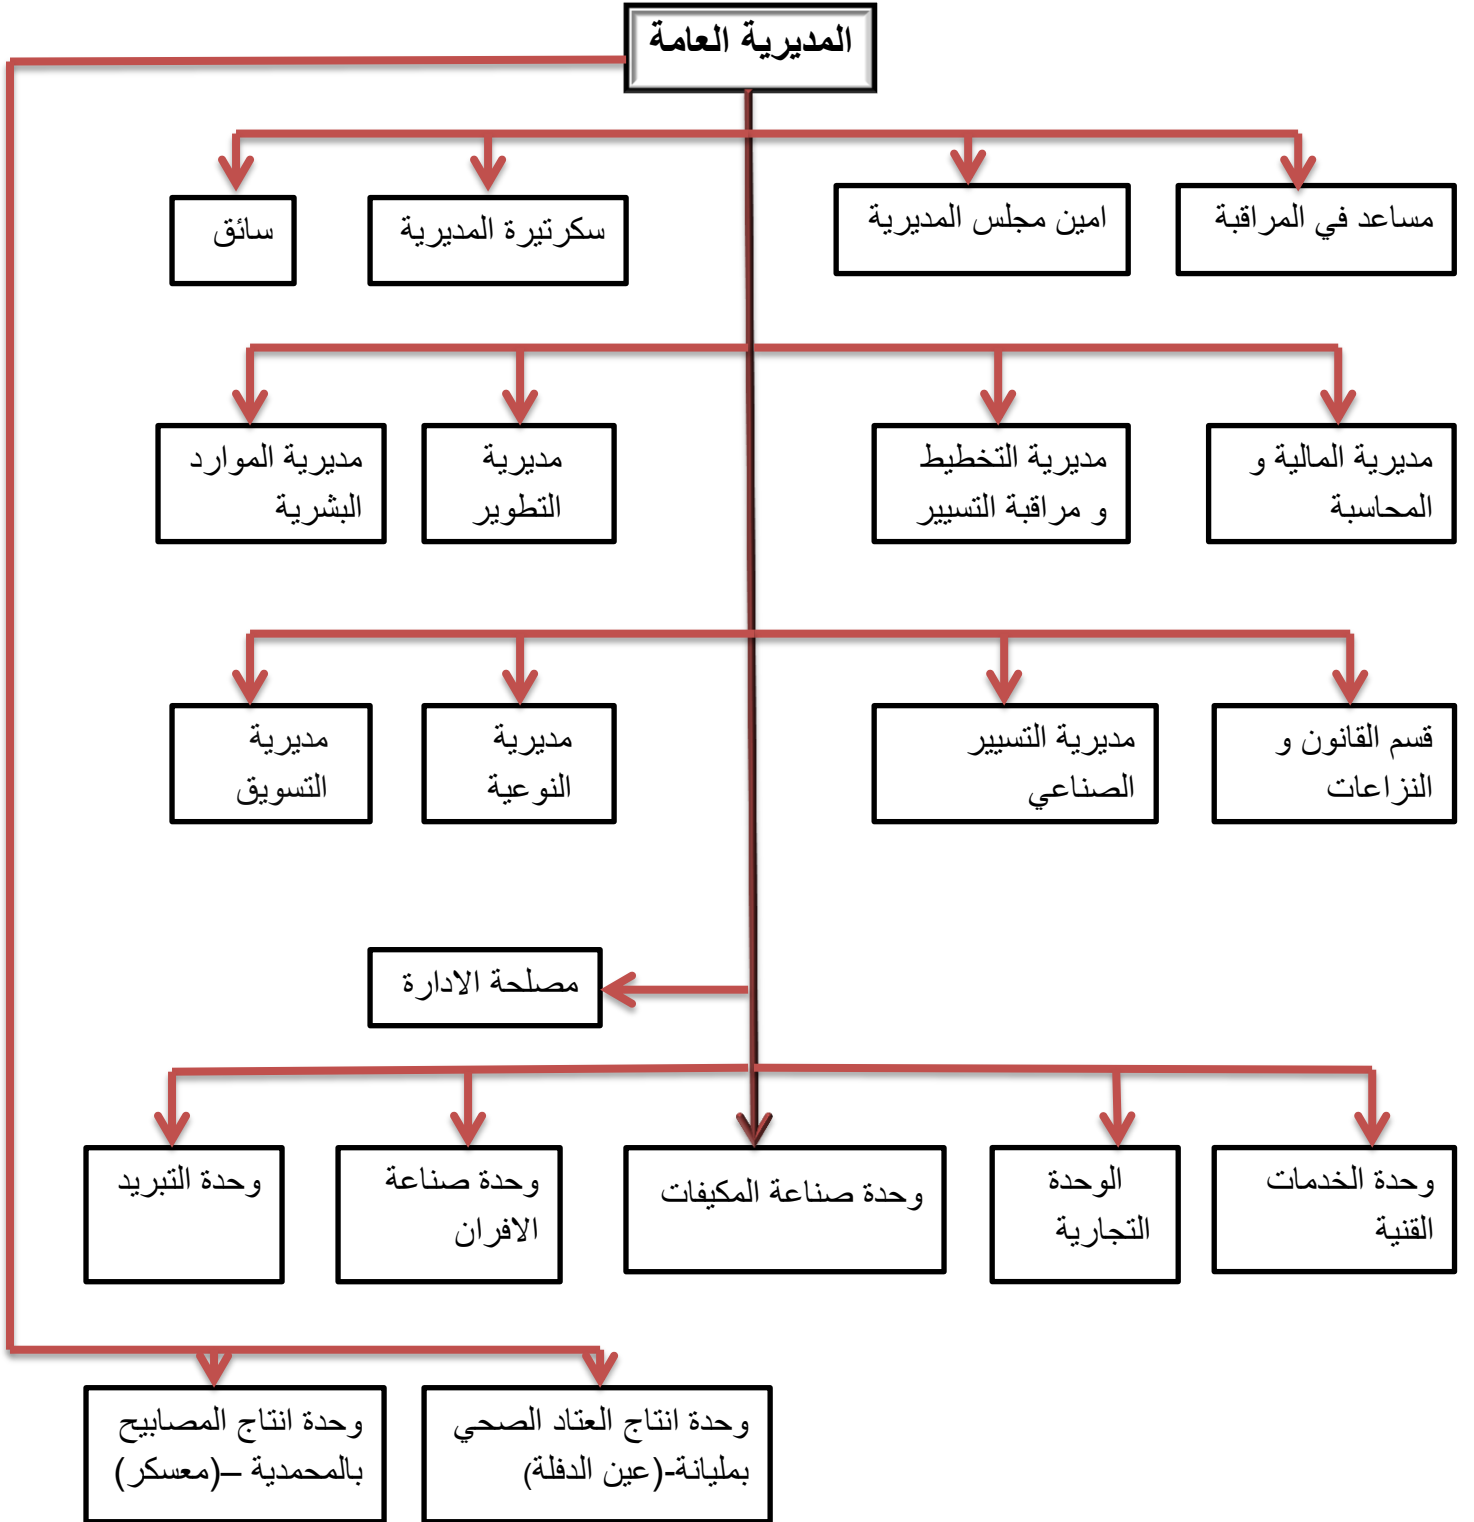 المديرية العامة
مساعد في المراقبة
امين مجلس المديرية
سكرتيرة المديرية
سائق
مديرية المالية و
المحاسبة
مديرية التخطيط
و مراقبة التسيير
مديرية
التطوير
مديرية الموارد
البشرية
قسم القانون و
النزاعات
مديرية التسيير
الصناعي
مديرية
النوعية
مديرية
التسويق
مصلحة الادارة
وحدة الخدمات
القنية
الوحدة
التجارية
وحدة صناعة المكيفات
وحدة صناعة
الافران
وحدة التبريد
وحدة انتاج العتاد الصحي
بمليانة-(عين الدفلة)
وحدة انتاج المصابيح
بالمحمدية –(معسكر)